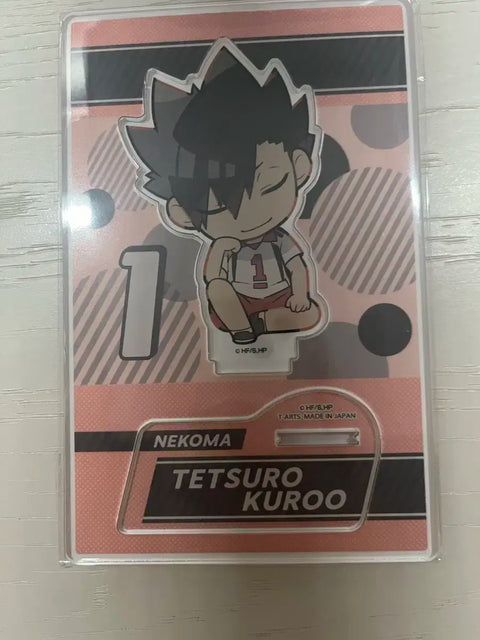 1
1
© HF/S,HP
© HF/S,HP
T-ARTS, MADE IN JAPAN
NEKOMA
TETSURO
KUROO